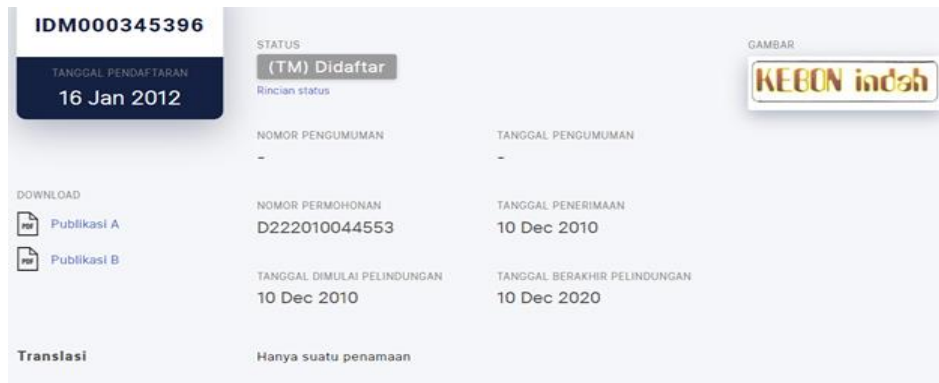 IDM000345396
TANGGAL PENDAFTARAN
16 Jan 2012
STATUS
(TM) Didaftar
Rincian status
GAMBAR
KEBON indah
NOMOR PENGUMUMAN
-
TANGGAL PENGUMUMAN
-
DOWNLOAD
PDF Publikasi A
PDF Publikasi B
NOMOR PERMOHONAN
D222010044553
TANGGAL PENERIMAAN
10 Dec 2010
TANGGAL DIMULAI PELINDUNGAN
10 Dec 2010
TANGGAL BERAKHIR PELINDUNGAN
10 Dec 2020
Translasi
Hanya suatu penamaan